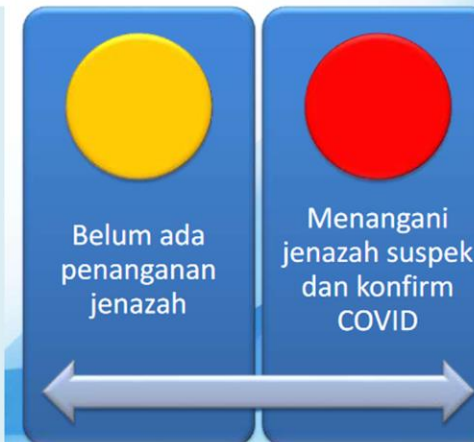 Belum ada
penanganan
jenazah
Menangani
jenazah suspek
dan konfirm
COVID